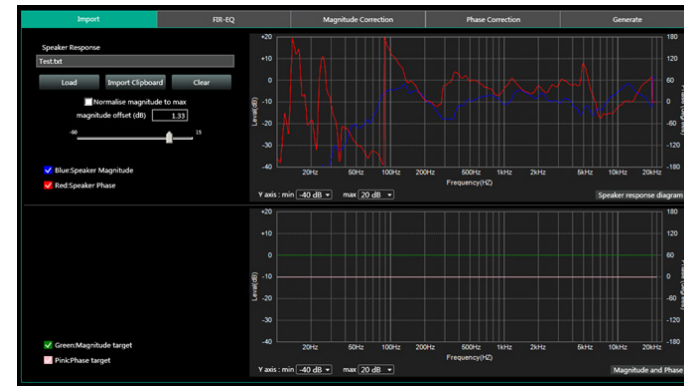 Import FIR-EQ Magnitude Correction Phase Correction Generate
Speaker Response
Test.txt
Load Import Clipboard Clear
Normalise magnitude to max
magnitude offset (dB) 1.33
-60 15
Blue:Speaker Magnitude
Red:Speaker Phase
+20 180
+10 120
0 60
-10 0
-20 -60
-30 -120
-40 -180
Leval(dB)
20Hz 50Hz 100Hz 200Hz 500Hz 1kHz 2kHz 5kHz 10kHz 20kHz
Frequency(HZ)
Y axis : min -40 dB max 20 dB Speaker response diagram
+20 180
+10 120
0 60
-10 0
-20 -60
-30 -120
-40 -180
Leval(dB)
20Hz 50Hz 100Hz 200Hz 500Hz 1kHz 2kHz 5kHz 10kHz 20kHz
Frequency(HZ)
Green:Magnitude target
Pink:Phase target
Y axis : min -40 dB max 20 dB Magnitude and Phase